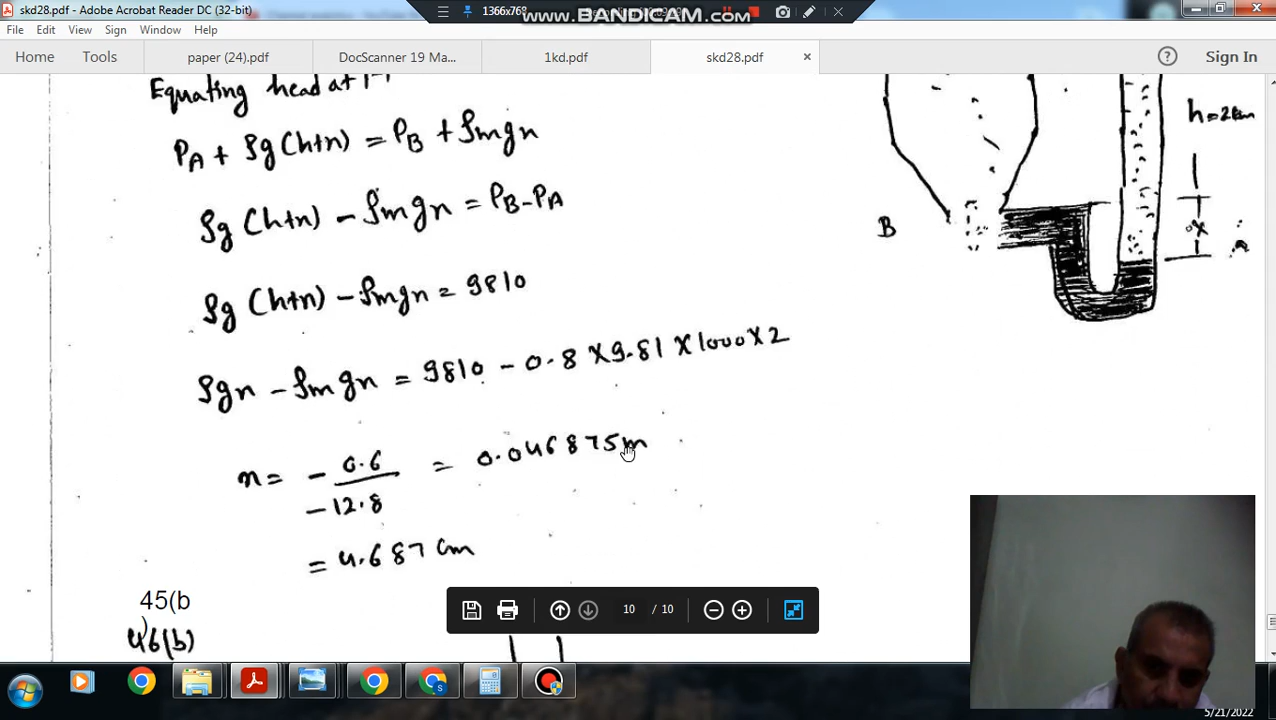 skd28.pdf - Adobe Acrobat Reader DC (32-bit)
1366x768
www.BANDICAM.com
File Edit View Sign Window Help
Home Tools paper (24).pdf DocScanner 19 Ma... 1kd.pdf skd28.pdf × Sign In
Equating head at 1-1
PA + ρg(h+x) = PB + ρmgx
ρg(h+x) - ρmgx = PB-PA
ρg(h+x) - ρmgx = 9810
ρgx - ρmgx = 9810 - 0.8 X 9.81 X 1000 X 2
x = - 0.6 / - 12.8 = 0.046875m
= 4.687 cm
h=2m
x
B
A
45(b
)
46(b)
10 / 10
5/21/2022